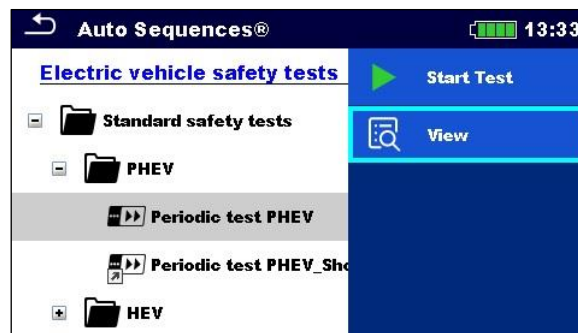 Auto Sequences® 13:33
Electric vehicle safety tests
Start Test
Standard safety tests
View
PHEV
Periodic test PHEV
Periodic test PHEV_Sho
HEV